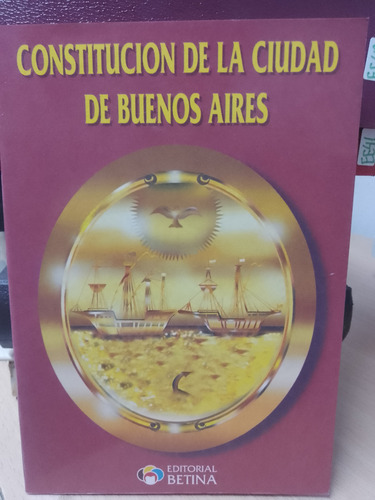 CONSTITUCION DE LA CIUDAD
DE BUENOS AIRES
EDITORIAL
BETINA